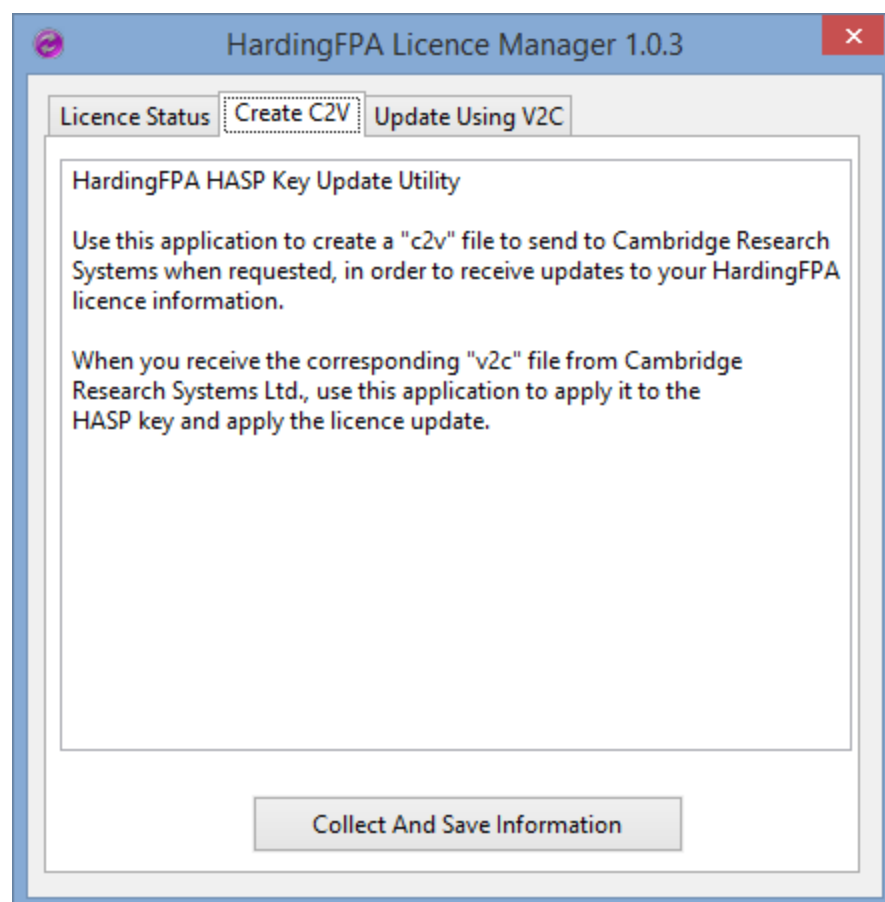 HardingFPA Licence Manager 1.0.3
Licence Status
Create C2V
Update Using V2C
HardingFPA HASP Key Update Utility
Use this application to create a "c2v" file to send to Cambridge Research
Systems when requested, in order to receive updates to your HardingFPA
licence information.
When you receive the corresponding "v2c" file from Cambridge
Research Systems Ltd., use this application to apply it to the
HASP key and apply the licence update.
Collect And Save Information